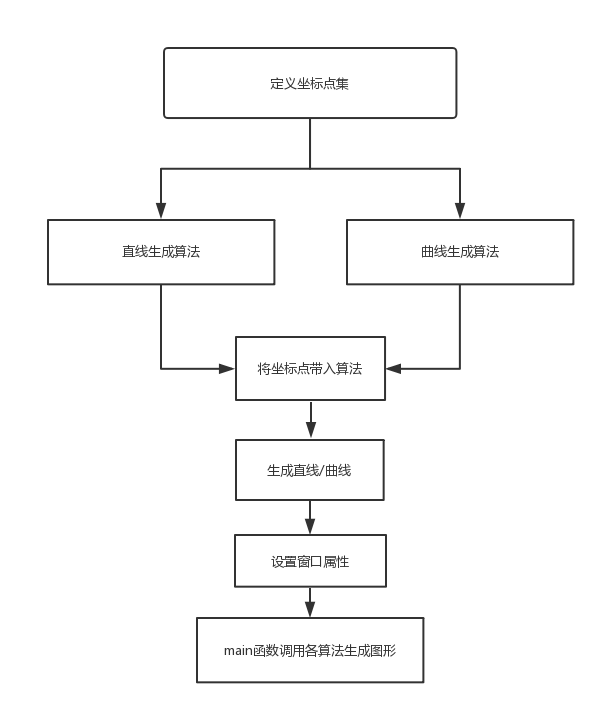 定义坐标点集
直线生成算法
曲线生成算法
将坐标点带入算法
生成直线/曲线
设置窗口属性
main函数调用各算法生成图形